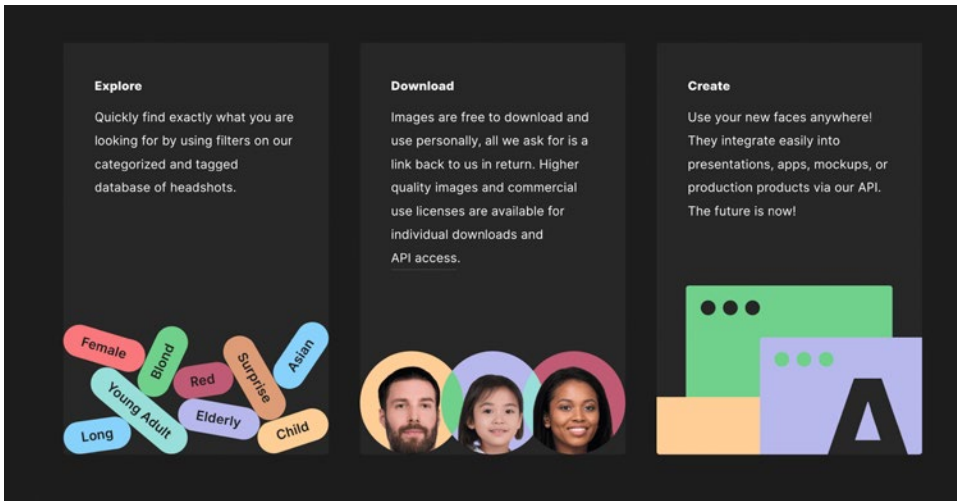 Explore
Quickly find exactly what you are
looking for by using filters on our
categorized and tagged
database of headshots.
Female
Blond
Red
Surprise
Asian
Young Adult
Elderly
Long
Child
Download
Images are free to download and
use personally, all we ask for is a
link back to us in return. Higher
quality images and commercial
use licenses are available for
individual downloads and
API access.
Create
Use your new faces anywhere!
They integrate easily into
presentations, apps, mockups, or
production products via our API.
The future is now!
A